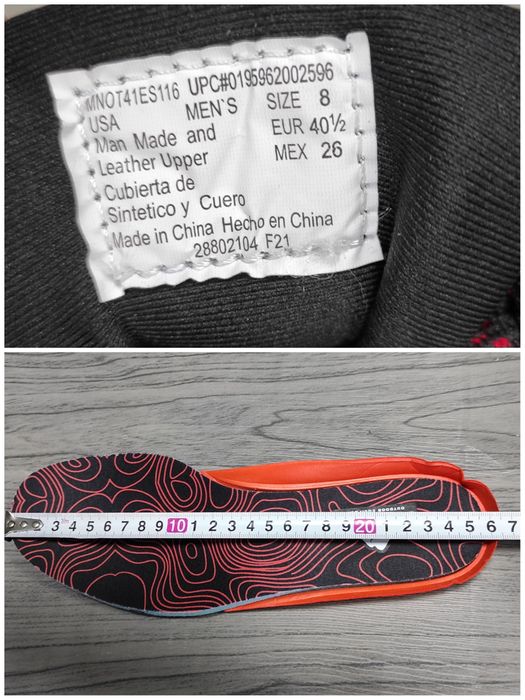 MNOT41ES116 UPC#0195962002596
USA MEN`S SIZE 8
Man Made and EUR 40½
Leather Upper MEX 26
Cubierta de
Sintetico y Cuero
Made in China Hecho en China
28802104 F21
3 4 5 6 7 8 9 10 1 2 3 4 5 6 7 8 9 20 1 2 3 4 5 6 7